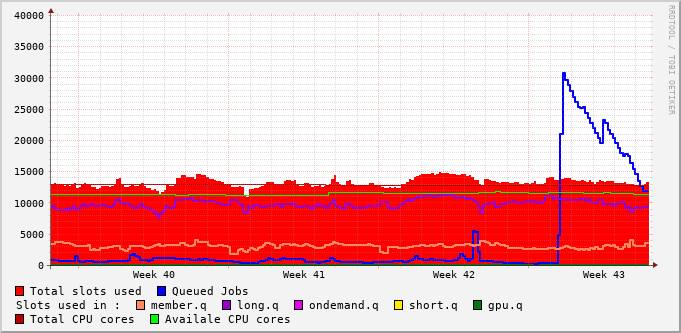 RRDTOOL / TOBI OETIKER
40000
35000
30000
25000
20000
15000
10000
5000
0
Week 40 Week 41 Week 42 Week 43
Total slots used Queued Jobs
Slots used in : member.q long.q ondemand.q short.q gpu.q
Total CPU cores Availale CPU cores